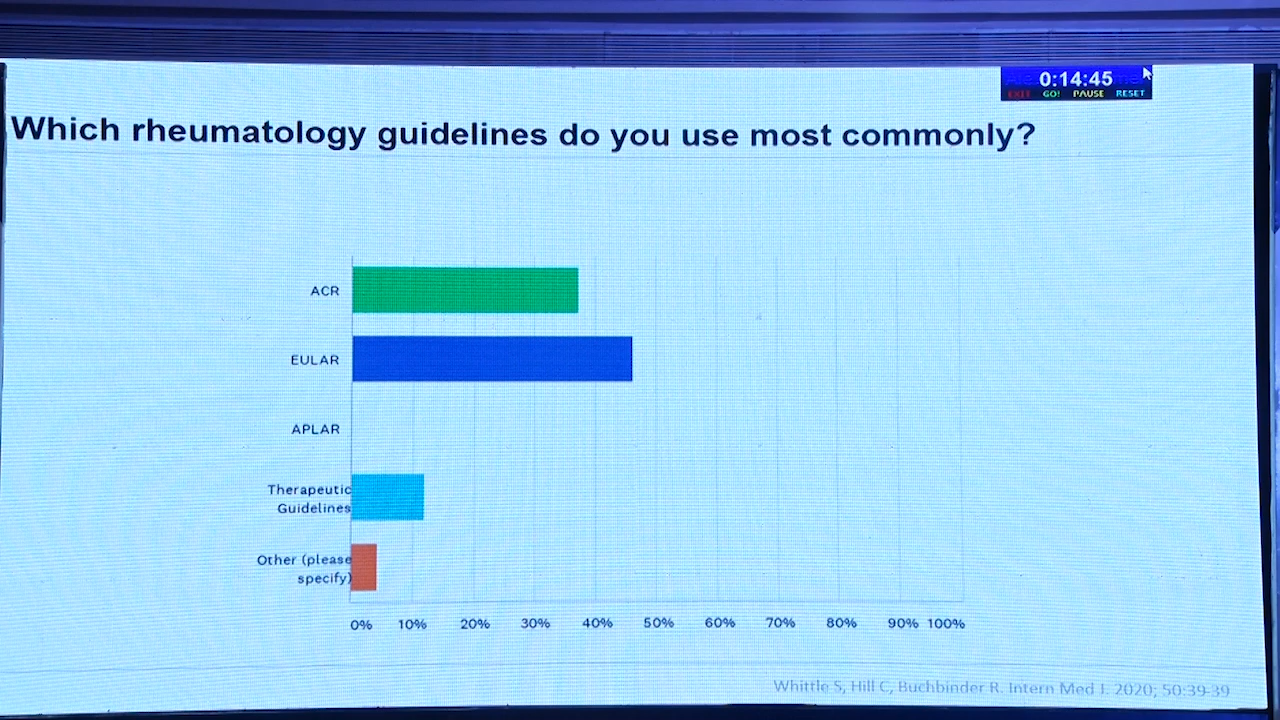 0:14:45
EXIT GO! PAUSE RESET
Which rheumatology guidelines do you use most commonly?
ACR
EULAR
APLAR
Therapeutic
Guidelines
Other (please
specify)
0% 10% 20% 30% 40% 50% 60% 70% 80% 90% 100%
Whittle S, Hill C, Buchbinder R. Intern Med J. 2020; 50:39-39